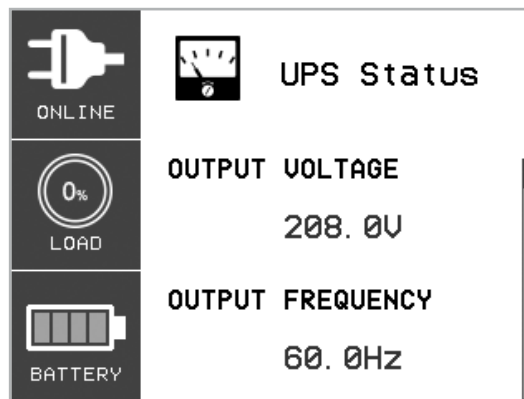 UPS Status
ONLINE
OUTPUT VOLTAGE
0%
208.0V
LOAD
OUTPUT FREQUENCY
60.0Hz
BATTERY